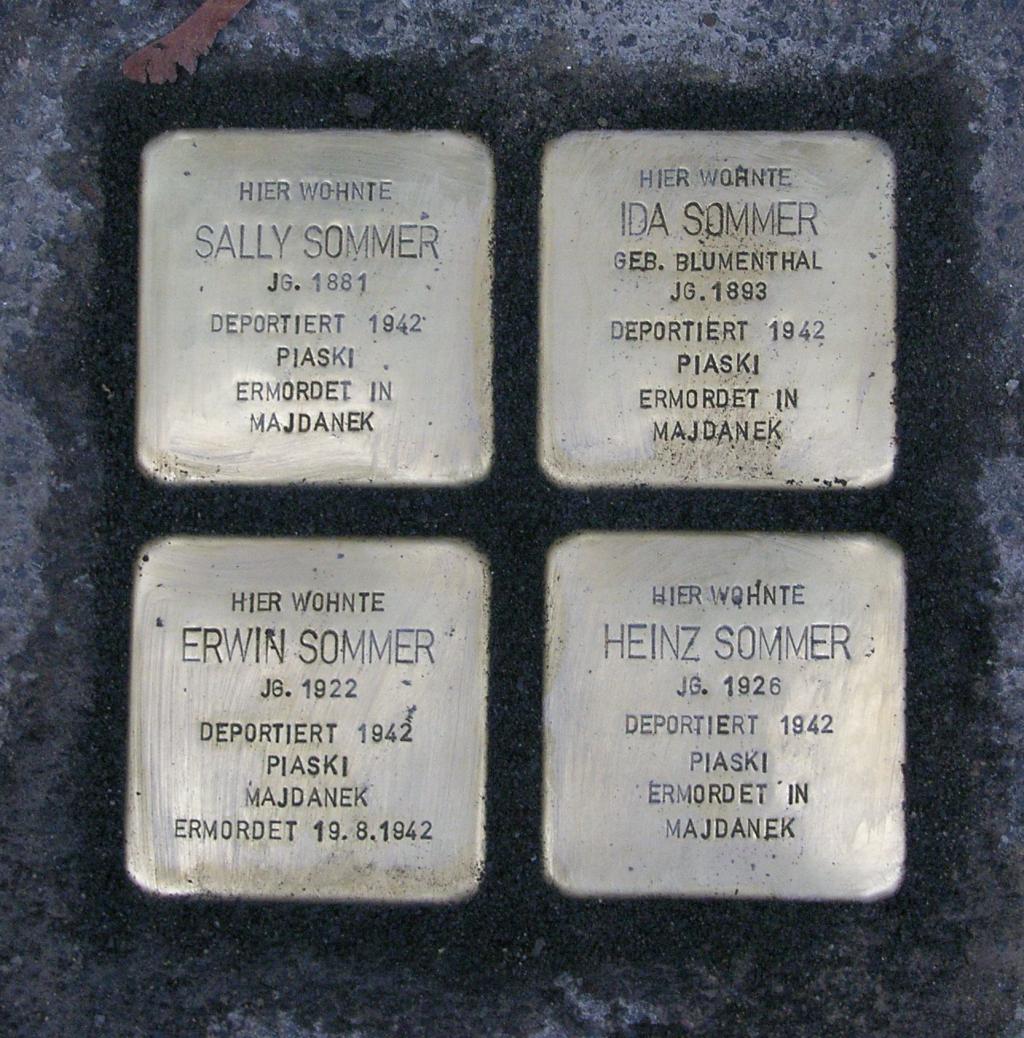 HIER WOHNTE
SALLY SOMMER
JG. 1881
DEPORTIERT 1942
PIASKI
ERMORDET IN
MAJDANEK
HIER WOHNTE
IDA SOMMER
GEB. BLUMENTHAL
JG. 1893
DEPORTIERT 1942
PIASKI
ERMORDET IN
MAJDANEK
HIER WOHNTE
ERWIN SOMMER
JG. 1922
DEPORTIERT 1942
PIASKI
MAJDANEK
ERMORDET 19.8.1942
HIER WOHNTE
HEINZ SOMMER
JG. 1926
DEPORTIERT 1942
PIASKI
ERMORDET IN
MAJDANEK